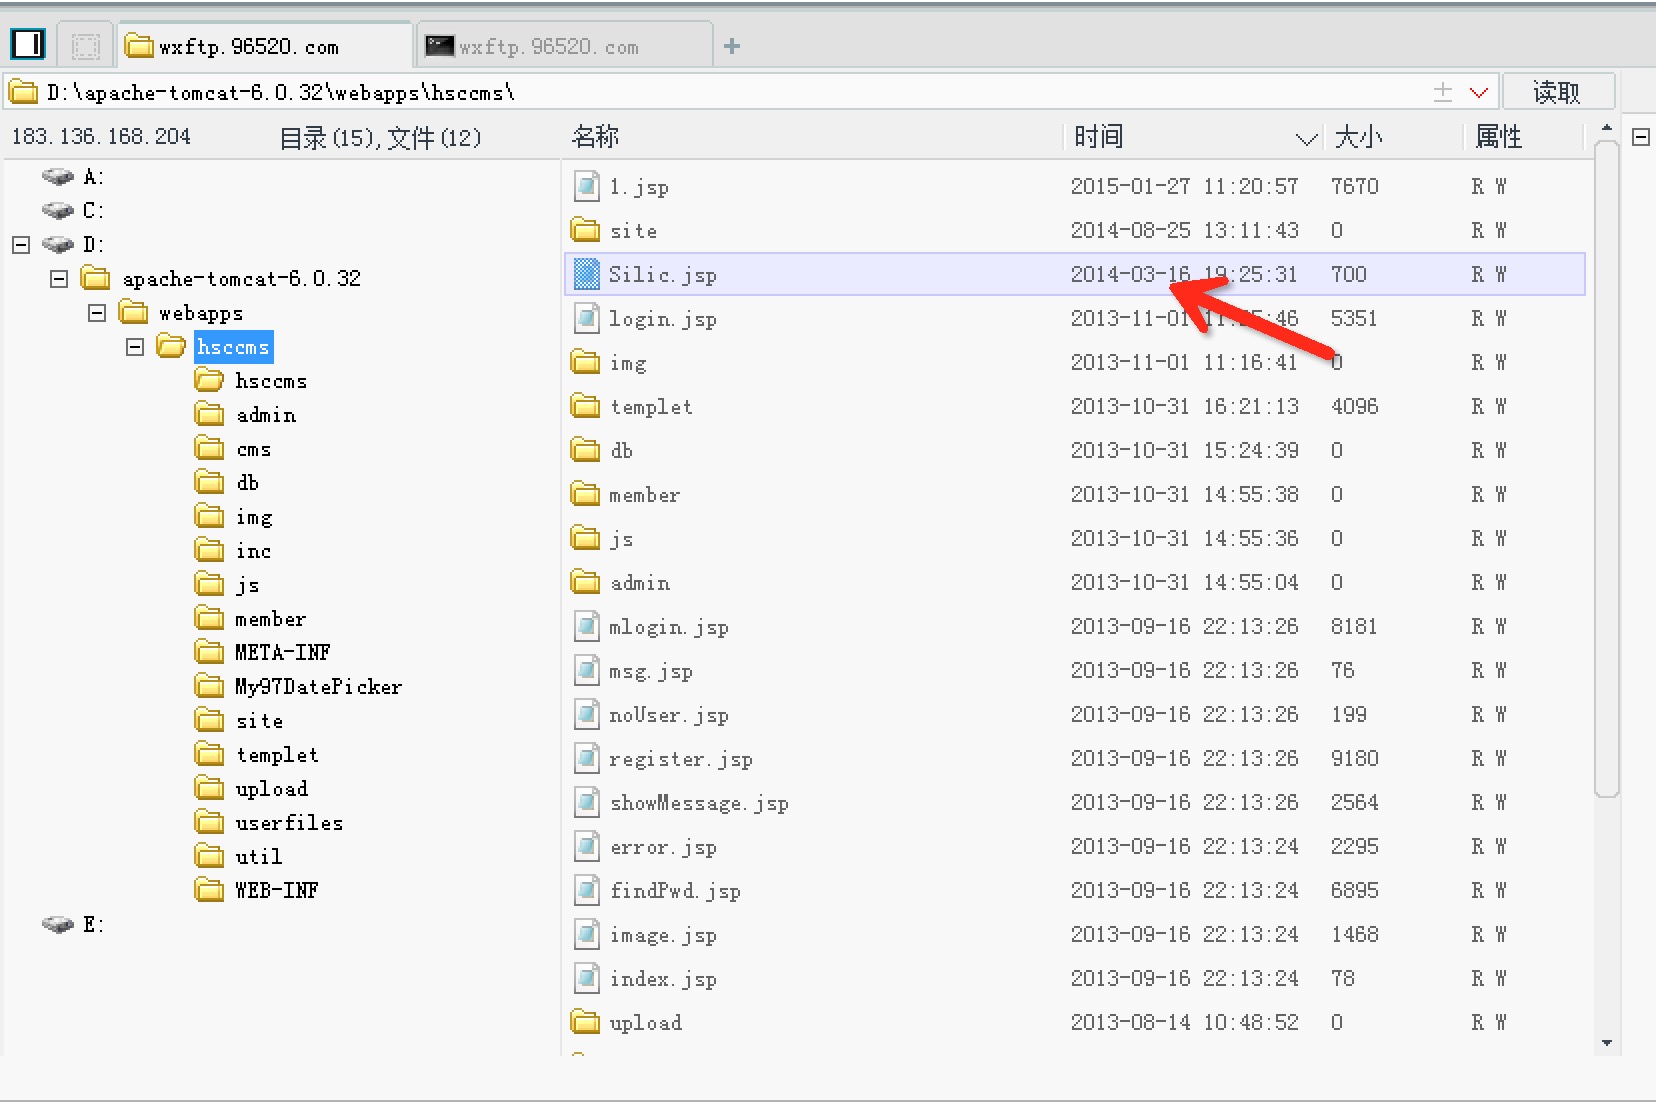 wxftp.96520.com wxftp.96520.com +
D:\apache-tomcat-6.0.32\webapps\hsccms\ 读取
183.136.168.204 目录(15),文件(12)
A:
C:
D:
apache-tomcat-6.0.32
webapps
hsccms
hsccms
admin
cms
db
img
inc
js
member
META-INF
My97DatePicker
site
templet
upload
userfiles
util
WEB-INF
E:
名称 时间 大小 属性
1.jsp 2015-01-27 11:20:57 7670 R W
site 2014-08-25 13:11:43 0 R W
Silic.jsp 2014-03-16 19:25:31 700 R W
login.jsp 2013-11-01 :46 5351 R W
img 2013-11-01 11:16:41 0 R W
templet 2013-10-31 16:21:13 4096 R W
db 2013-10-31 15:24:39 0 R W
member 2013-10-31 14:55:38 0 R W
js 2013-10-31 14:55:36 0 R W
admin 2013-10-31 14:55:04 0 R W
mlogin.jsp 2013-09-16 22:13:26 8181 R W
msg.jsp 2013-09-16 22:13:26 76 R W
noUser.jsp 2013-09-16 22:13:26 199 R W
register.jsp 2013-09-16 22:13:26 9180 R W
showMessage.jsp 2013-09-16 22:13:26 2564 R W
error.jsp 2013-09-16 22:13:24 2295 R W
findPwd.jsp 2013-09-16 22:13:24 6895 R W
image.jsp 2013-09-16 22:13:24 1468 R W
index.jsp 2013-09-16 22:13:24 78 R W
upload 2013-08-14 10:48:52 0 R W